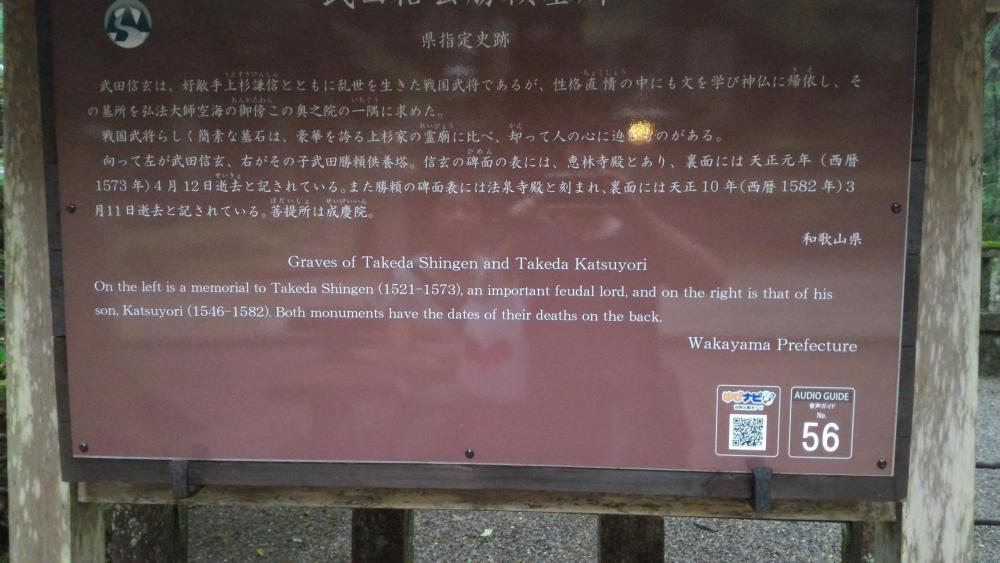 武田信玄勝頼墓所
県指定史跡
武田信玄は、好敵手上杉謙信とともに乱世を生きた戦国武将であるが、性格直情の中にも文を学び神仏に帰依し、そ
の墓所を弘法大師空海の御傍この奥之院の一隅に求めた。
戦国武将らしく簡素な墓石は、豪華を誇る上杉家の霊廟に比べ、却って人の心に迫るものがある。
向って左が武田信玄、右がその子武田勝頼供養塔。信玄の碑面の表には、恵林寺殿とあり、裏面には天正元年(西暦
1573年)4月12日逝去と記されている。また勝頼の碑面表には法泉寺殿と刻まれ、裏面には天正10年(西暦1582年)3
月11日逝去と記されている。菩提所は成慶院。
和歌山県
Graves of Takeda Shingen and Takeda Katsuyori
On the left is a memorial to Takeda Shingen (1521-1573), an important feudal lord, and on the right is that of his
son, Katsuyori (1546-1582). Both monuments have the dates of their deaths on the back.
Wakayama Prefecture
ゆびナビ
AUDIO GUIDE
音声ガイド
No.
56